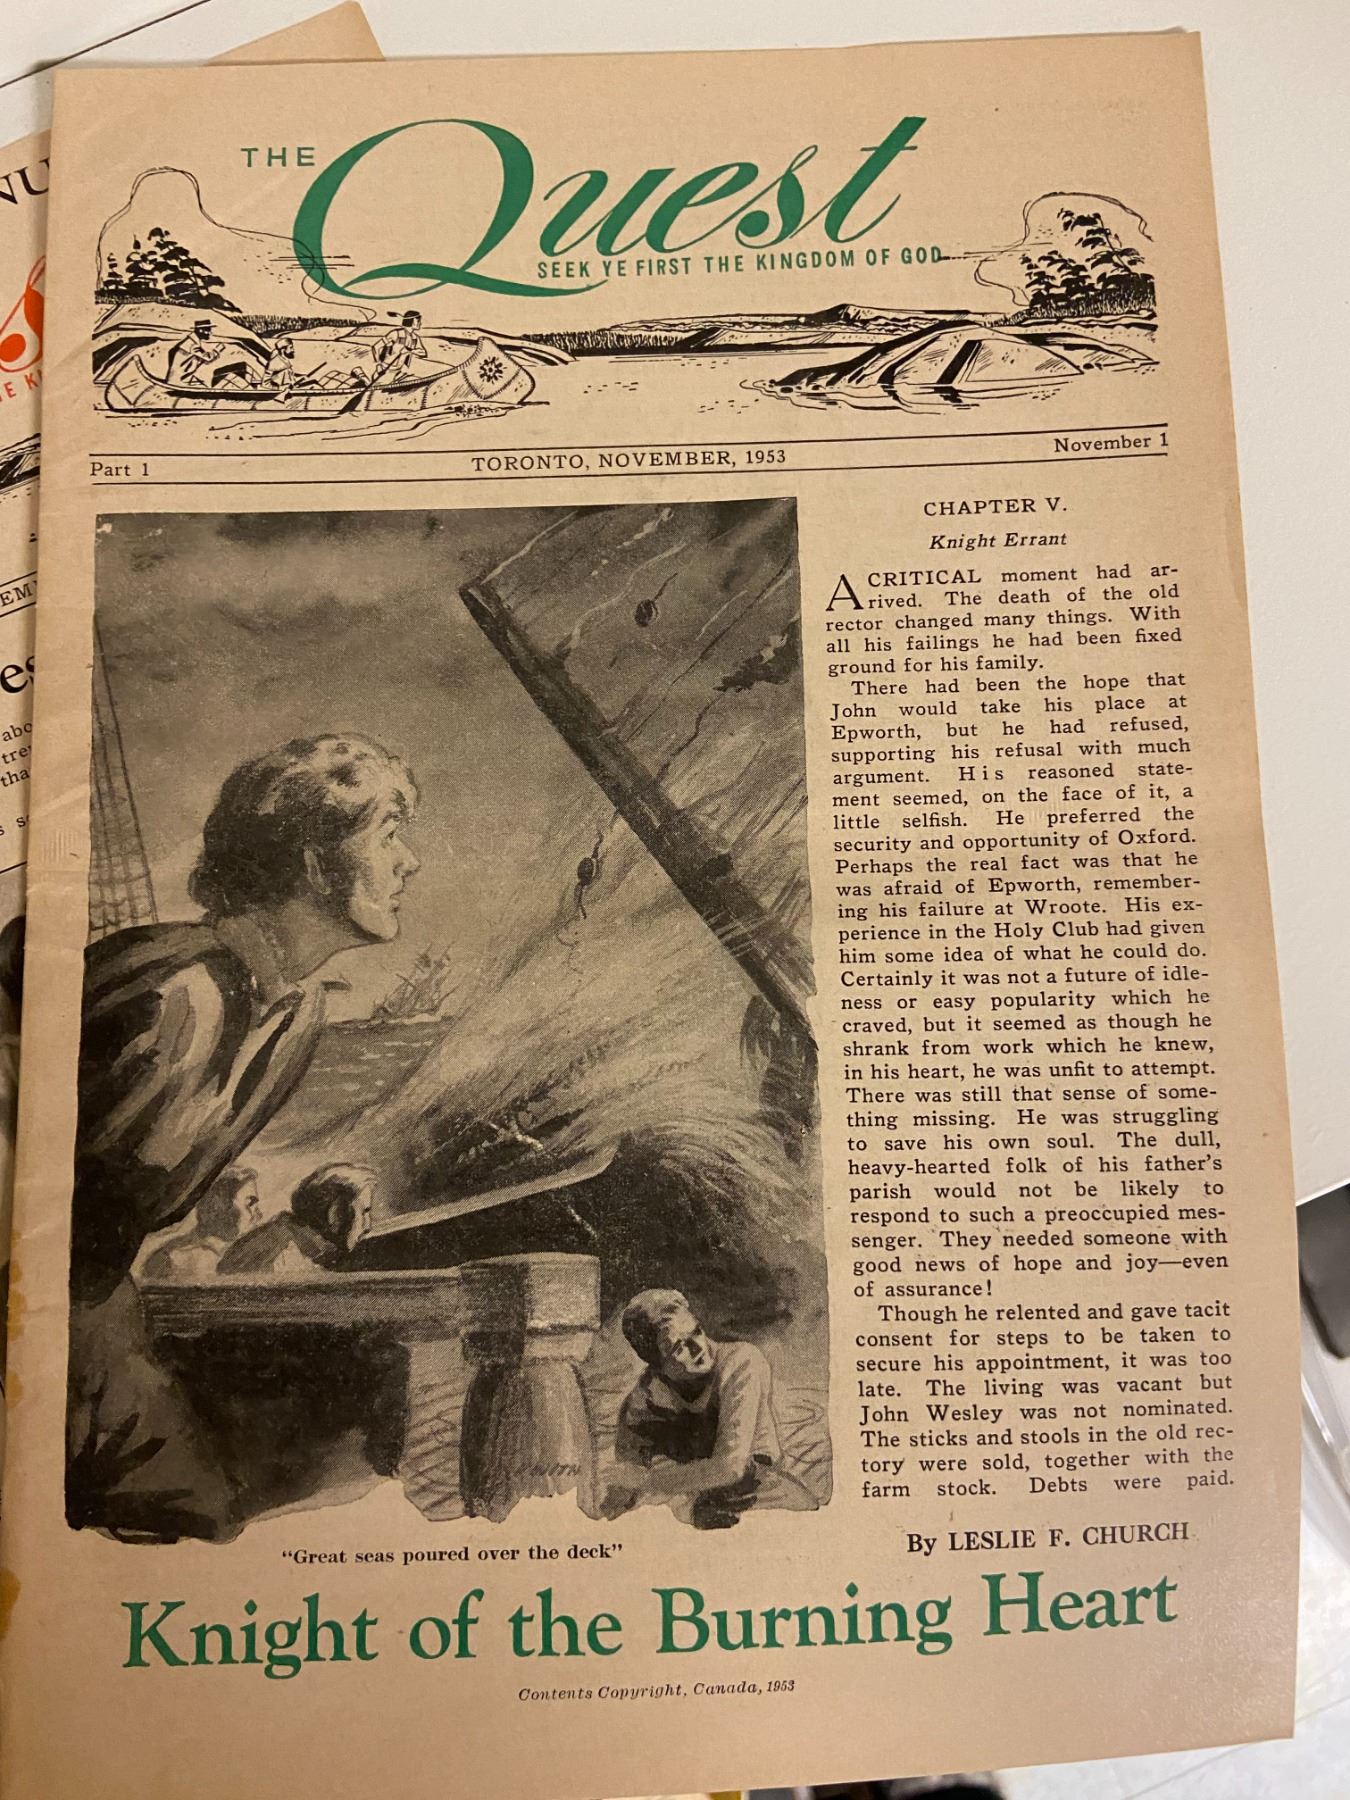 THE Quest
SEEK YE FIRST THE KINGDOM OF GOD
Part 1
TORONTO, NOVEMBER, 1953
November 1
CHAPTER V.
Knight Errant
A CRITICAL moment had ar-
rived. The death of the old
rector changed many things. With
all his failings he had been fixed
ground for his family.
There had been the hope that
John would take his place at
Epworth, but he had refused,
supporting his refusal with much
argument. His reasoned state-
ment seemed, on the face of it, a
little selfish. He preferred the
security and opportunity of Oxford.
Perhaps the real fact was that he
was afraid of Epworth, remember-
ing his failure at Wroote. His ex-
perience in the Holy Club had given
him some idea of what he could do.
Certainly it was not a future of idle-
ness or easy popularity which he
craved, but it seemed as though he
shrank from work which he knew,
in his heart, he was unfit to attempt.
There was still that sense of some-
thing missing. He was struggling
to save his own soul. The dull,
heavy-hearted folk of his father's
parish would not be likely to
respond to such a preoccupied mes-
senger. They needed someone with
good news of hope and joy—even
of assurance!
Though he relented and gave tacit
consent for steps to be taken to
secure his appointment, it was too
late. The living was vacant but
John Wesley was not nominated.
The sticks and stools in the old rec-
tory were sold, together with the
farm stock. Debts were paid.
"Great seas poured over the deck"
By LESLIE F. CHURCH
Knight of the Burning Heart
Contents Copyright, Canada, 1953